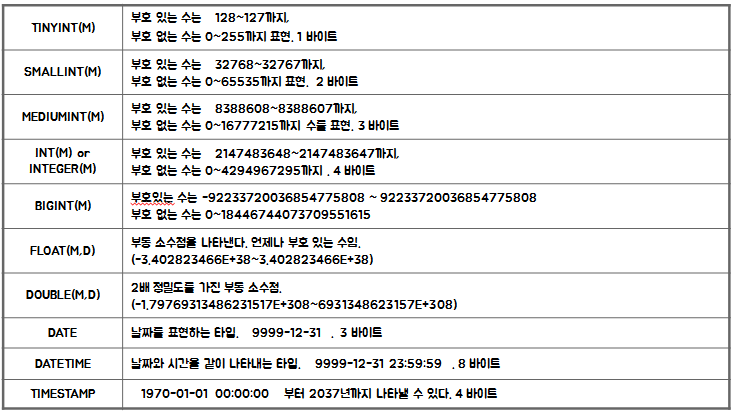 TINYINT(M)
부호 있는 수는 128~127까지,
부호 없는 수는 0~255까지 표현. 1 바이트
SMALLINT(M)
부호 있는 수는 32768~32767까지,
부호 없는 수는 0~65535까지 표현. 2 바이트
MEDIUMINT(M)
부호 있는 수는 8388608~8388607까지,
부호 없는 수는 0~16777215까지 수를 표현. 3 바이트
INT(M) or
INTEGER(M)
부호 있는 수는 2147483648~2147483647까지,
부호 없는 수는 0~4294967295까지 . 4 바이트
BIGINT(M)
부호있는 수는 -92233720036854775808 ~ 92233720036854775808
부호 없는 수는 0~18446744073709551615
FLOAT(M,D)
부동 소수점을 나타낸다. 언제나 부호 있는 수임.
(-3.402823466E+38~3.402823466E+38)
DOUBLE(M,D)
2배 정밀도를 가진 부동 소수점.
(-1.79769313486231517E+308~6931348623157E+308)
DATE
날짜를 표현하는 타입. 9999-12-31 . 3 바이트
DATETIME
날짜와 시간을 같이 나타내는 타입. 9999-12-31 23:59:59 . 8 바이트
TIMESTAMP
1970-01-01 00:00:00 부터 2037년까지 나타낼 수 있다. 4 바이트